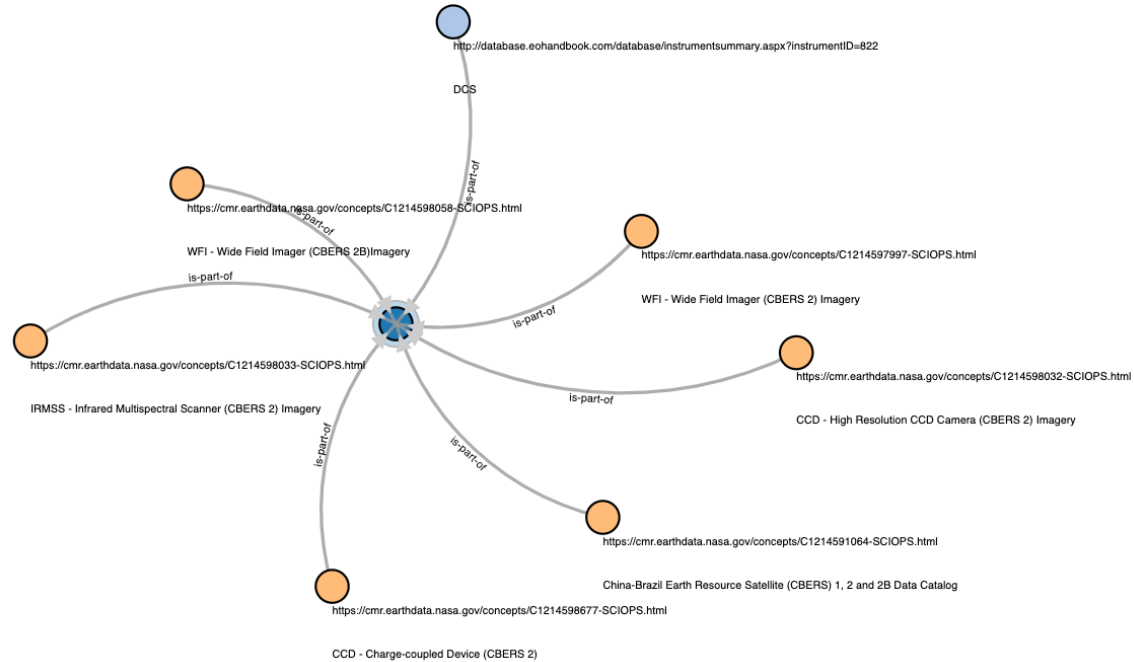 http://database.eohandbook.com/database/instrumentsummary.aspx?instrumentID=822
DCS
is-part-of
https://cmr.earthdata.nasa.gov/concepts/C1214598058-SCIOPS.html
is-part-of
WFI - Wide Field Imager (CBERS 2B)Imagery
https://cmr.earthdata.nasa.gov/concepts/C1214597997-SCIOPS.html
is-part-of
WFI - Wide Field Imager (CBERS 2) Imagery
is-part-of
https://cmr.earthdata.nasa.gov/concepts/C1214598033-SCIOPS.html
IRMSS - Infrared Multispectral Scanner (CBERS 2) Imagery
https://cmr.earthdata.nasa.gov/concepts/C1214598032-SCIOPS.html
is-part-of
CCD - High Resolution CCD Camera (CBERS 2) Imagery
is-part-of
is-part-of
https://cmr.earthdata.nasa.gov/concepts/C1214591064-SCIOPS.html
China-Brazil Earth Resource Satellite (CBERS) 1, 2 and 2B Data Catalog
https://cmr.earthdata.nasa.gov/concepts/C1214598677-SCIOPS.html
CCD - Charge-coupled Device (CBERS 2)